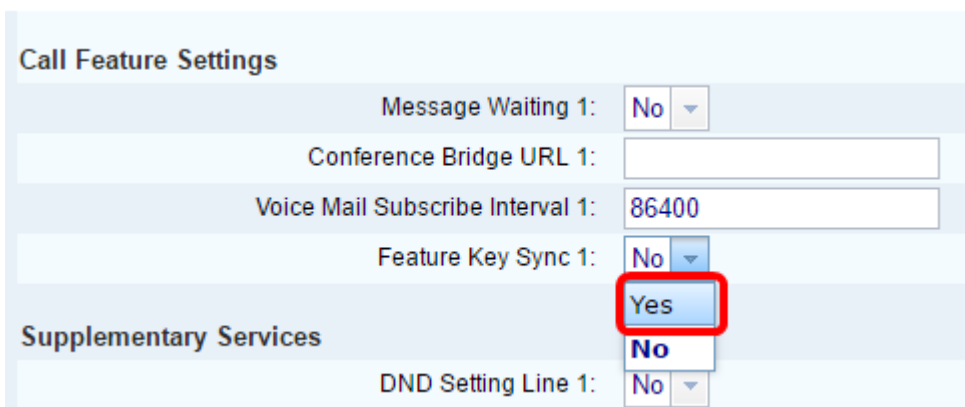 Call Feature Settings
Message Waiting 1: No
Conference Bridge URL 1:
Voice Mail Subscribe Interval 1: 86400
Feature Key Sync 1: No
Yes
No
Supplementary Services
DND Setting Line 1: No